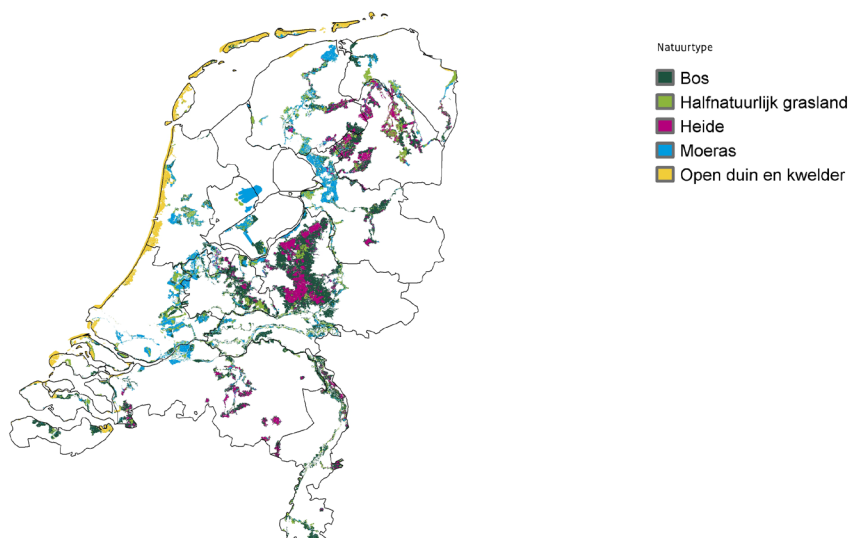 Natuurtype
Bos
Halfnatuurlijk grasland
Heide
Moeras
Open duin en kwelder